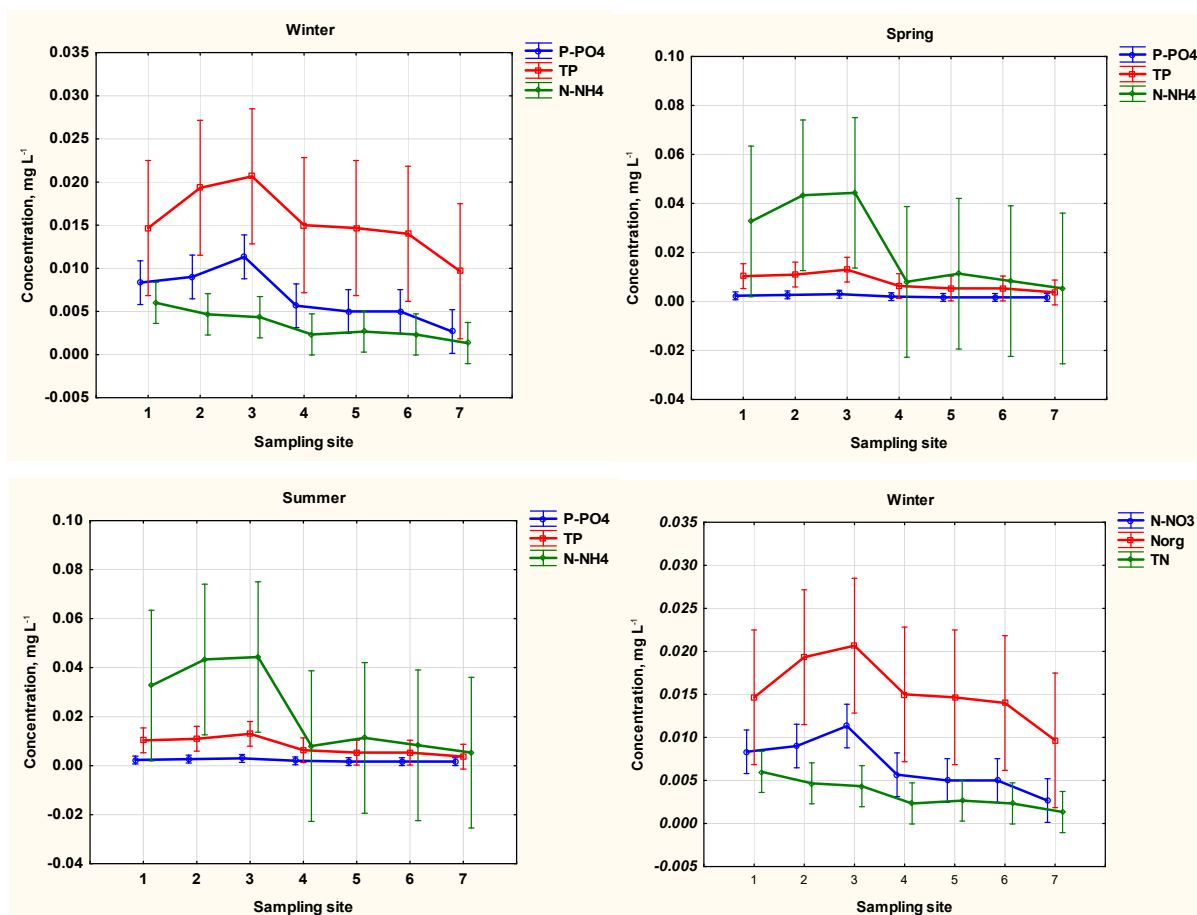 Winter
P-PO4
TP
N-NH4
0.035
0.030
0.025
0.020
0.015
0.010
0.005
0.000
-0.005
Concentration, mg L-1
1 2 3 4 5 6 7
Sampling site
Spring
P-PO4
TP
N-NH4
0.10
0.08
0.06
0.04
0.02
0.00
-0.02
-0.04
Concentration, mg L-1
1 2 3 4 5 6 7
Sampling site
Summer
P-PO4
TP
N-NH4
0.10
0.08
0.06
0.04
0.02
0.00
-0.02
-0.04
Concentration, mg L-1
1 2 3 4 5 6 7
Sampling site
Winter
N-NO3
Norg
TN
0.035
0.030
0.025
0.020
0.015
0.010
0.005
0.000
-0.005
Concentration, mg L-1
1 2 3 4 5 6 7
Sampling site